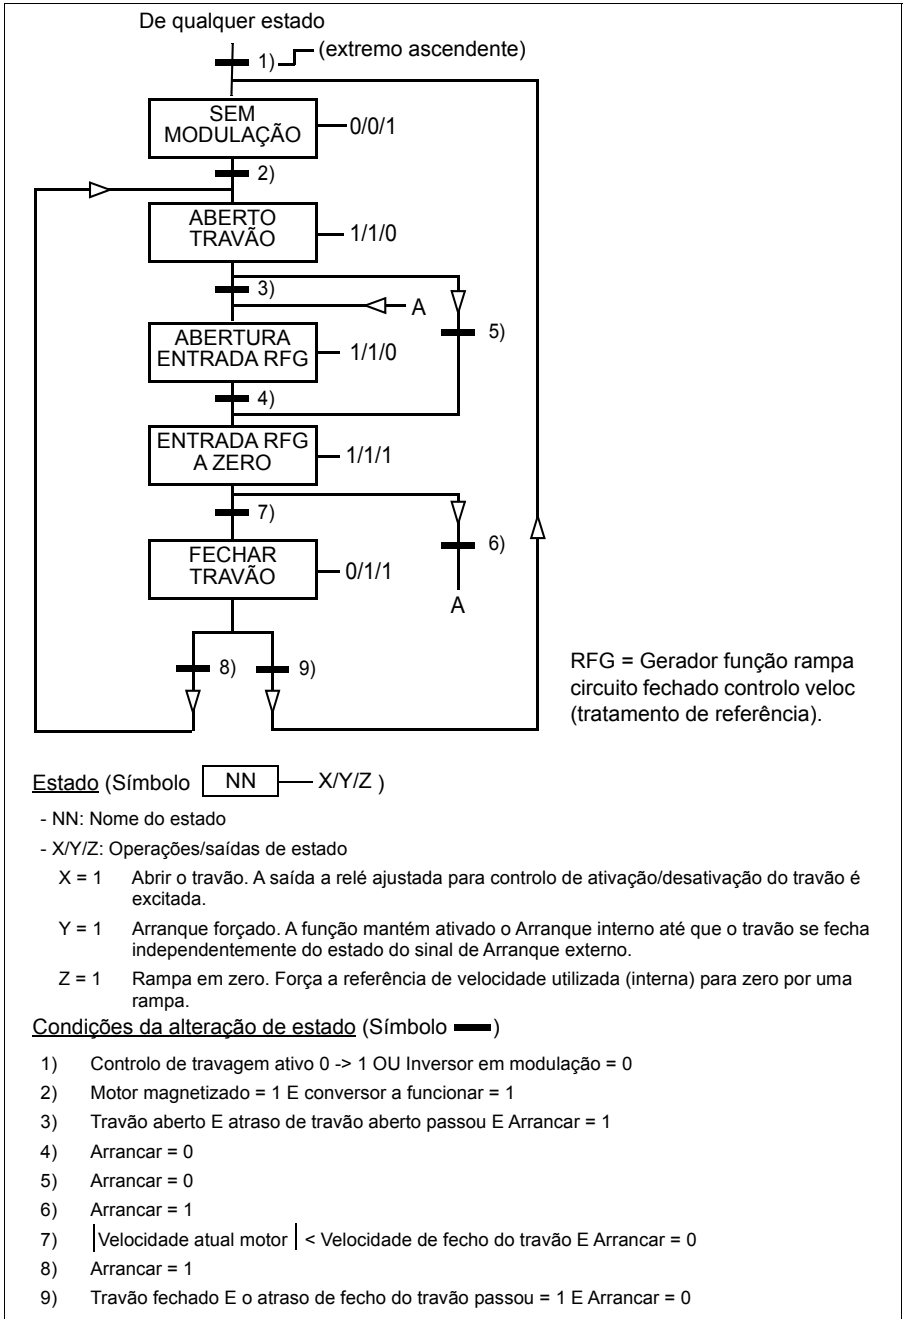 De qualquer estado
1) (extremo ascendente)
SEM
MODULAÇÃO
0/0/1
2)
ABERTO
TRAVÃO
1/1/0
3)
A
5)
ABERTURA
ENTRADA RFG
1/1/0
4)
ENTRADA RFG
A ZERO
1/1/1
7)
6)
FECHAR
TRAVÃO
0/1/1
A
8)
9)
RFG = Gerador função rampa
circuito fechado controlo veloc
(tratamento de referência).
Estado (Símbolo NN X/Y/Z )
- NN: Nome do estado
- X/Y/Z: Operações/saídas de estado
X = 1 Abrir o travão. A saída a relé ajustada para controlo de ativação/desativação do travão é
excitada.
Y = 1 Arranque forçado. A função mantém ativado o Arranque interno até que o travão se fecha
independentemente do estado do sinal de Arranque externo.
Z = 1 Rampa em zero. Força a referência de velocidade utilizada (interna) para zero por uma
rampa.
Condições da alteração de estado (Símbolo )
1) Controlo de travagem ativo 0 -> 1 OU Inversor em modulação = 0
2) Motor magnetizado = 1 E conversor a funcionar = 1
3) Travão aberto E atraso de travão aberto passou E Arrancar = 1
4) Arrancar = 0
5) Arrancar = 0
6) Arrancar = 1
7) |Velocidade atual motor | < Velocidade de fecho do travão E Arrancar = 0
8) Arrancar = 1
9) Travão fechado E o atraso de fecho do travão passou = 1 E Arrancar = 0